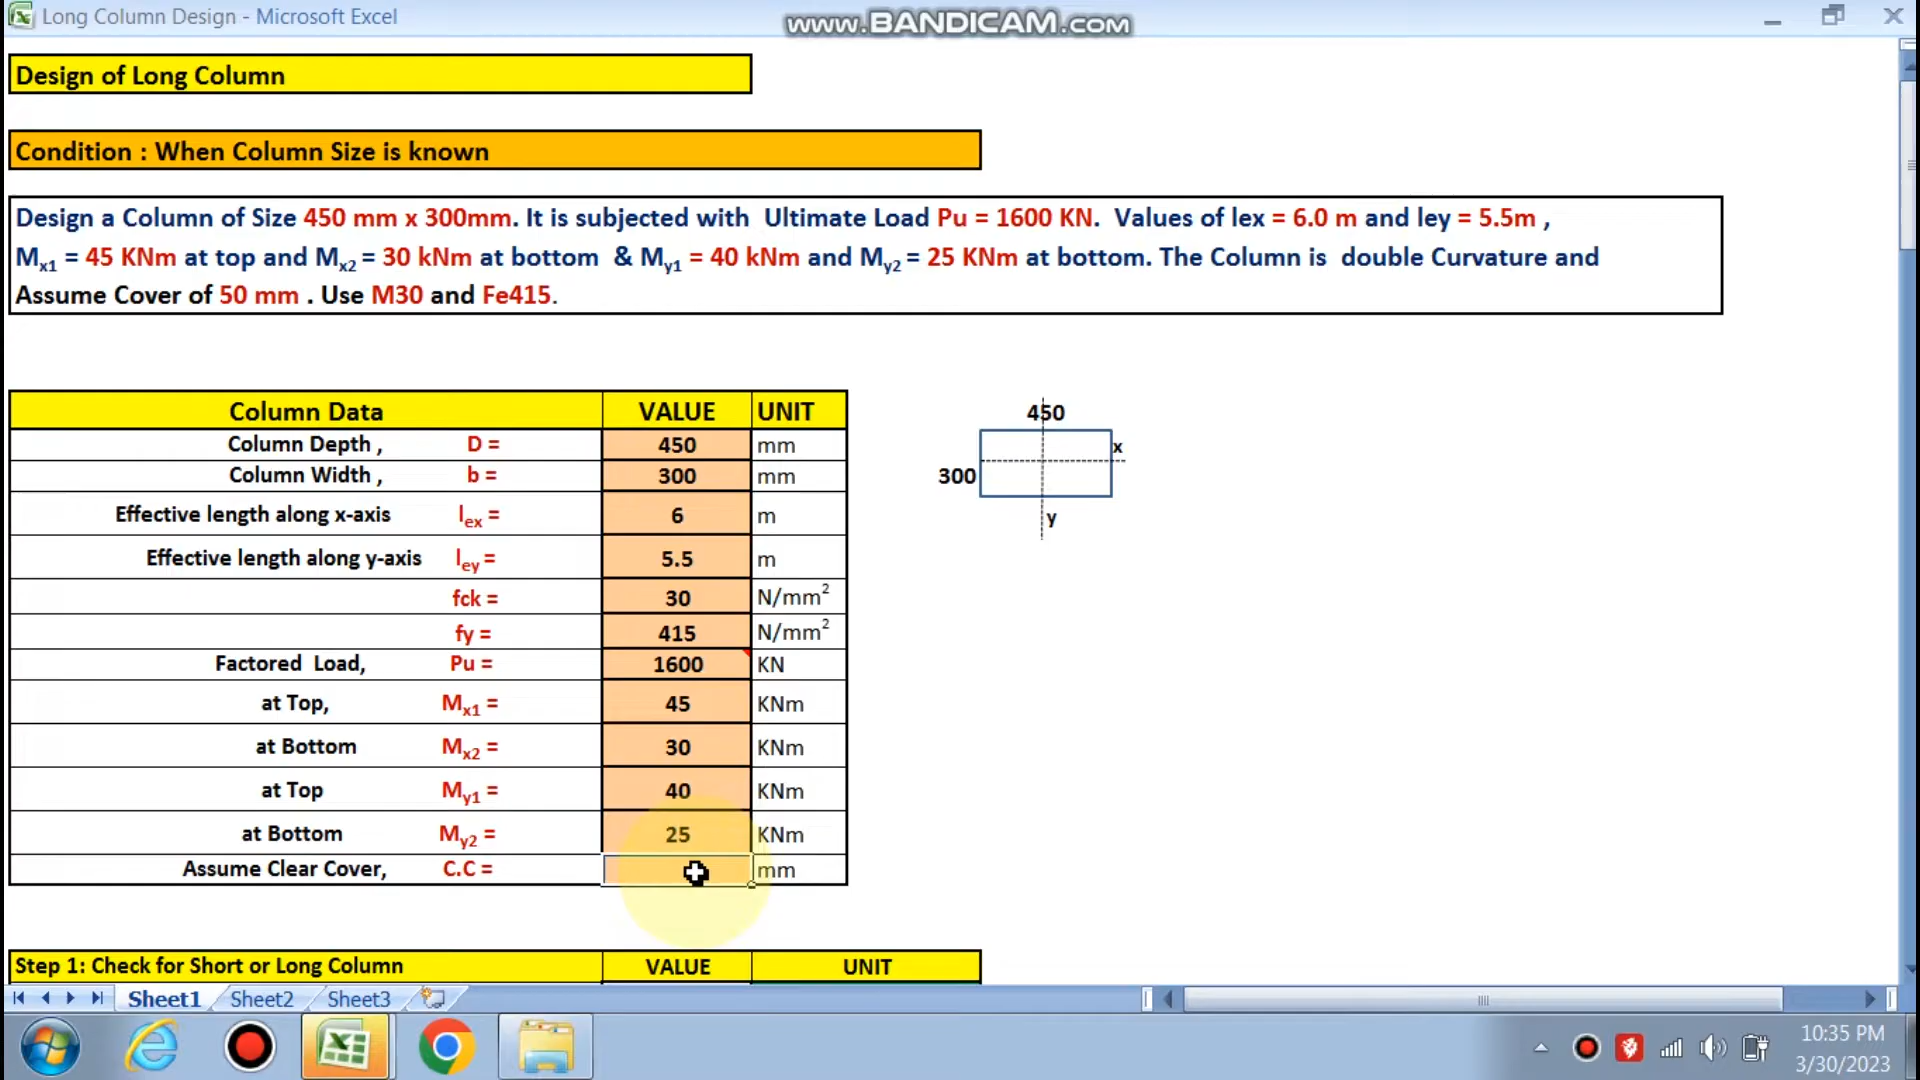 Long Column Design - Microsoft Excel
www.BANDICAM.com
Design of Long Column
Condition : When Column Size is known
Design a Column of Size 450 mm x 300mm. It is subjected with Ultimate Load Pu = 1600 KN. Values of lex = 6.0 m and ley = 5.5m ,
Mx1 = 45 KNm at top and Mx2 = 30 kNm at bottom & My1 = 40 kNm and My2 = 25 KNm at bottom. The Column is double Curvature and
Assume Cover of 50 mm . Use M30 and Fe415.
Column Data VALUE UNIT
Column Depth , D = 450 mm
Column Width , b = 300 mm
Effective length along x-axis lex = 6 m
Effective length along y-axis ley = 5.5 m
fck = 30 N/mm2
fy = 415 N/mm2
Factored Load, Pu = 1600 KN
at Top, Mx1 = 45 KNm
at Bottom Mx2 = 30 KNm
at Top My1 = 40 KNm
at Bottom My2 = 25 KNm
Assume Clear Cover, C.C = mm
450
x
300
y
Step 1: Check for Short or Long Column VALUE UNIT
Sheet1 Sheet2 Sheet3
10:35 PM
3/30/2023